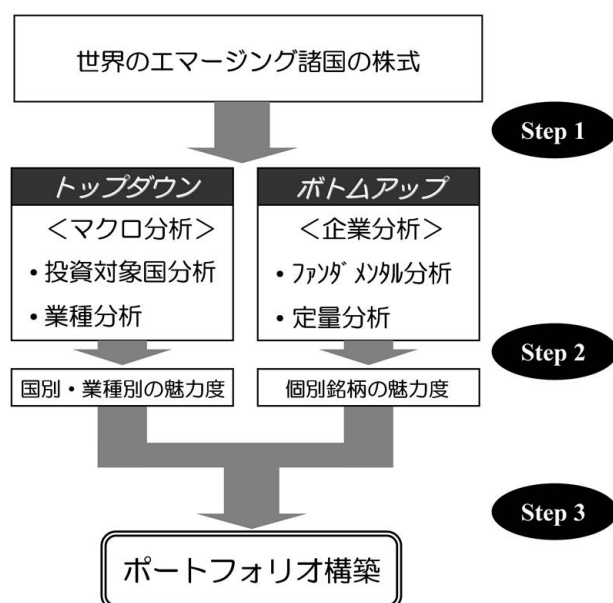 世界のエマージング諸国の株式
Step 1
トップダウン
<マクロ分析>
・投資対象国分析
・業種分析
ボトムアップ
<企業分析>
・ファンダメンタル分析
・定量分析
Step 2
国別・業種別の魅力度
個別銘柄の魅力度
Step 3
ポートフォリオ構築